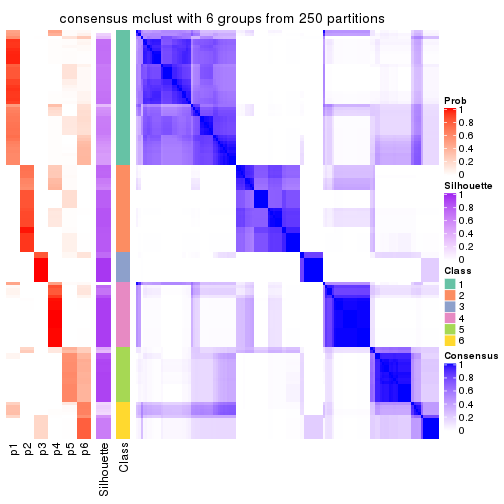 consensus mclust with 6 groups from 250 partitions
Prob
1
0.8
0.6
0.4
0.2
0
Silhouette
1
0.8
0.6
0.4
0.2
0
Class
1
2
3
4
5
6
Consensus
1
0.8
0.6
0.4
0.2
0
p1
p2
p3
p4
p5
p6
Silhouette
Class